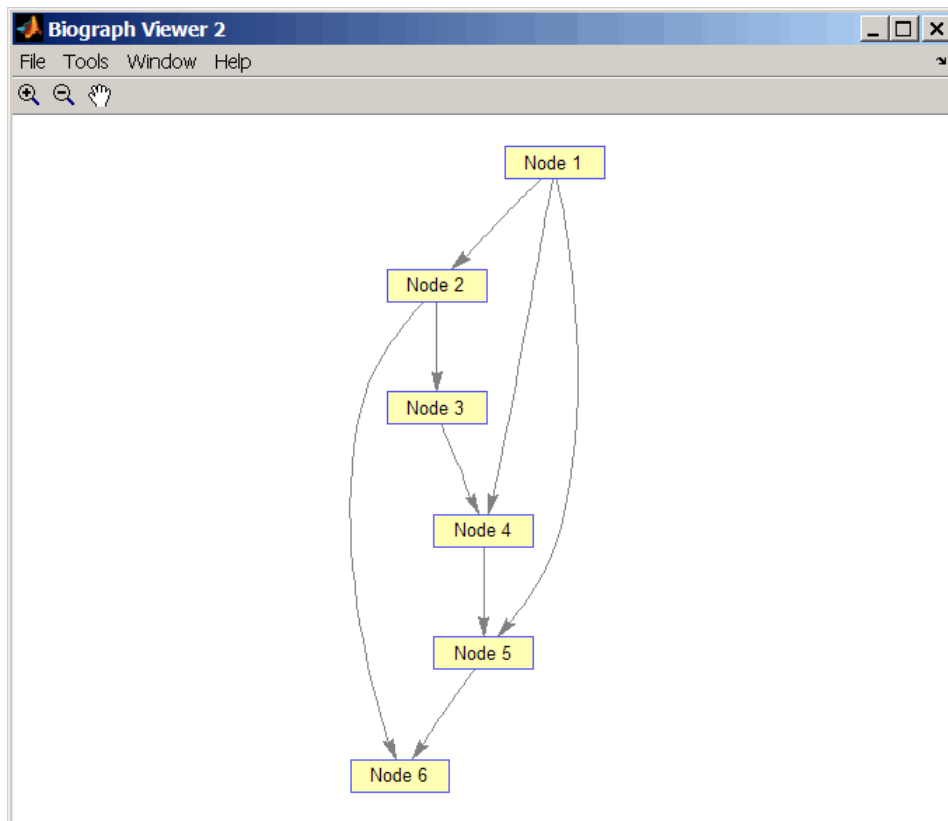 Biograph Viewer 2
File Tools Window Help
Node 1
Node 2
Node 3
Node 4
Node 5
Node 6